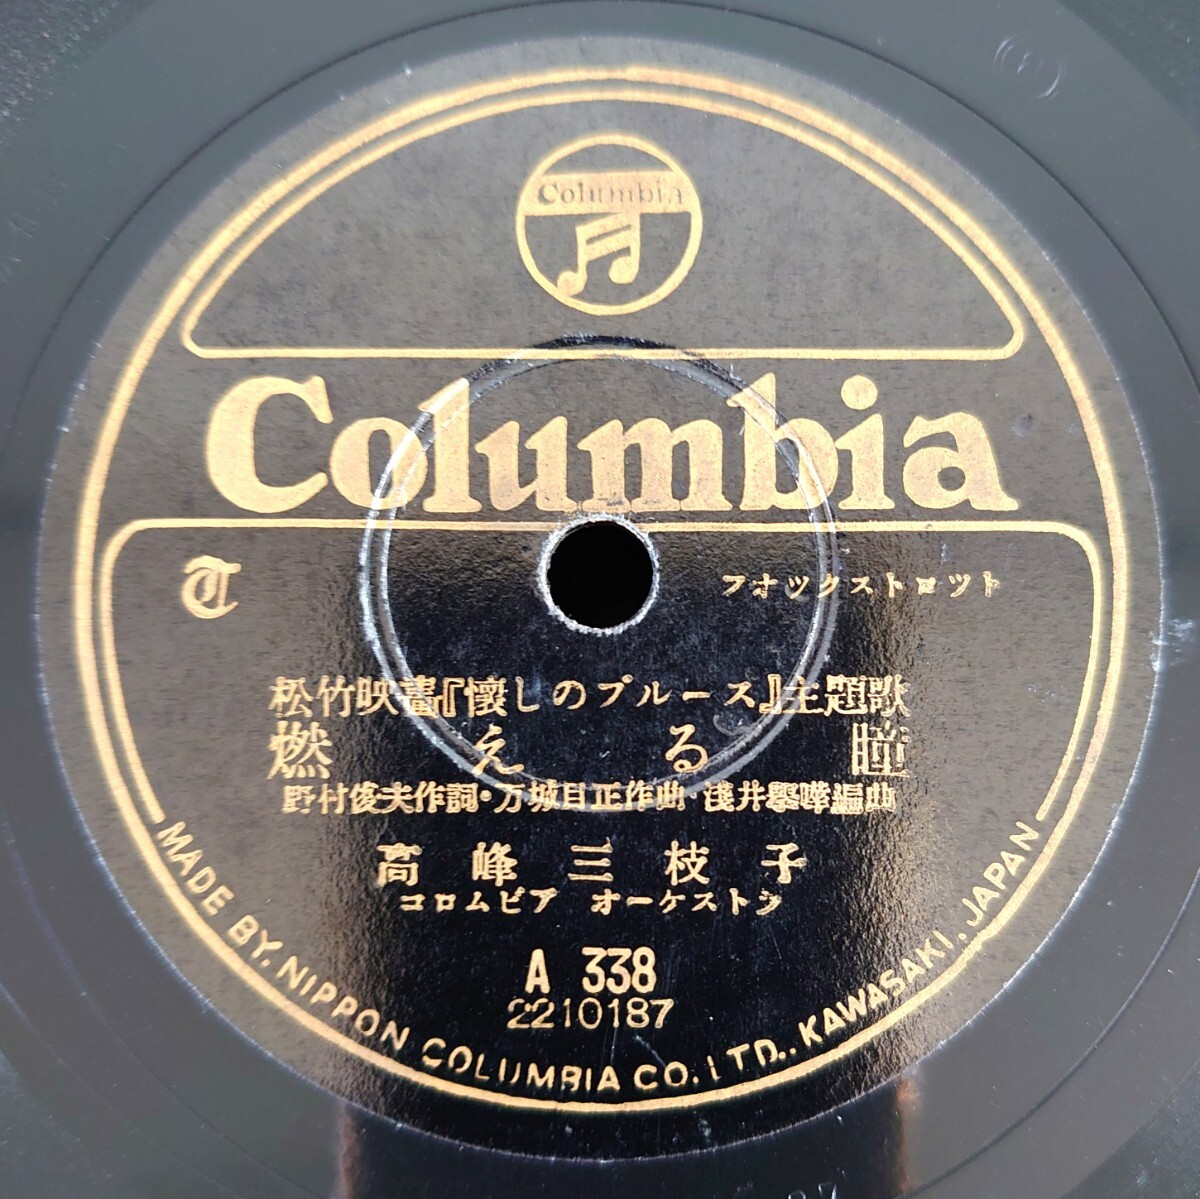 Columbia
Columbia
T
フオツクストロツト
松竹映畫『懐しのブルース』主題歌
燃える瞳
野村俊夫作詞・万城目正作曲・浅井擧曄編曲
高峰三枝子
コロムビア オーケストラ
A 338
2210187
MADE BY. NIPPON COLUMBIA CO. LTD., KAWASAKI, JAPAN